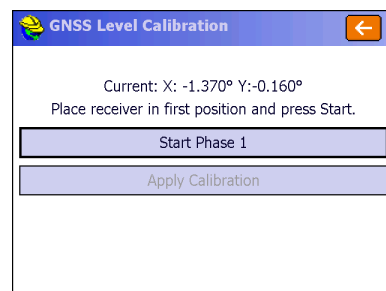 GNSS Level Calibration
Current: X: -1.370° Y:-0.160°
Place receiver in first position and press Start.
Start Phase 1
Apply Calibration